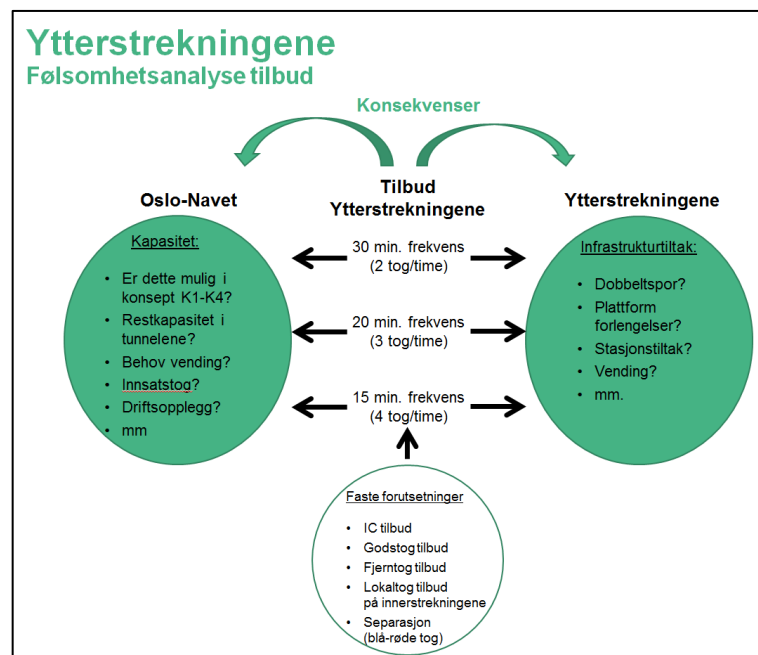 Ytterstrekningene
Følsomhetsanalyse tilbud
Konsekvenser
Oslo-Navet
Kapasitet:
• Er dette mulig i
konsept K1-K4?
• Restkapasitet i
tunnelene?
• Behov vending?
• Innsatstog?
• Driftsopplegg?
• mm
Tilbud
Ytterstrekningene
30 min. frekvens
(2 tog/time)
20 min. frekvens
(3 tog/time)
15 min. frekvens
(4 tog/time)
Ytterstrekningene
Infrastrukturtiltak:
• Dobbeltspor?
• Plattform
forlengelser?
• Stasjonstiltak?
• Vending?
• mm.
Faste forutsetninger
• IC tilbud
• Godstog tilbud
• Fjerntog tilbud
• Lokaltog tilbud
på innerstrekningene
• Separasjon
(blå-røde tog)